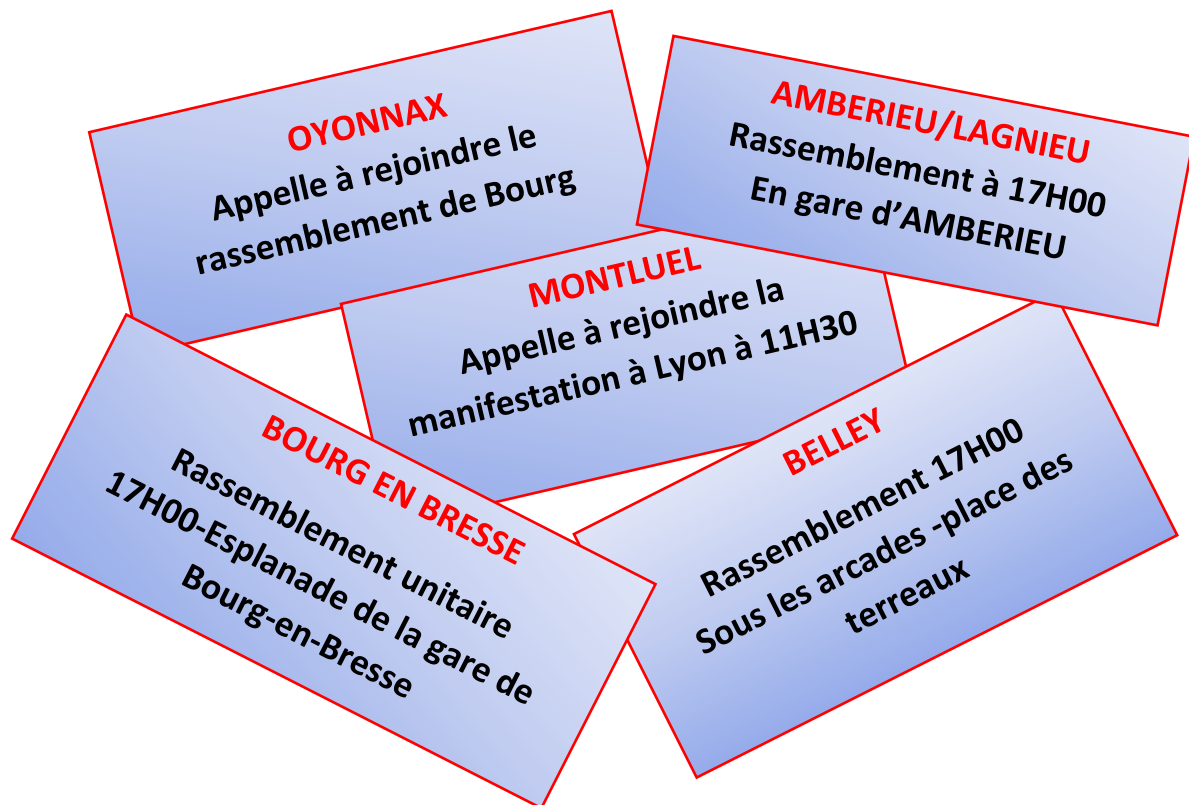 OYONNAX
Appelle à rejoindre le
rassemblement de Bourg
AMBERIEU/LAGNIEU
Rassemblement à 17H00
En gare d’AMBERIEU
MONTLUEL
Appelle à rejoindre la
manifestation à Lyon à 11H30
BOURG EN BRESSE
Rassemblement unitaire
17H00-Esplanade de la gare de
Bourg-en-Bresse
BELLEY
Rassemblement 17H00
Sous les arcades -place des
terreaux